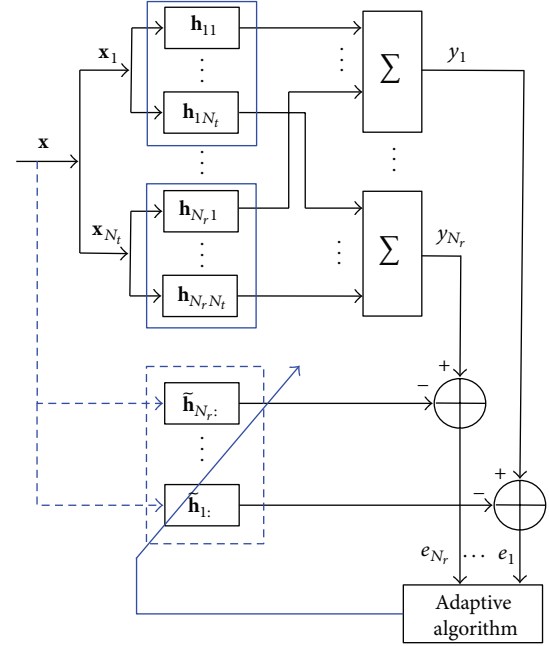 𝐱
𝐱₁
𝐡₁₁
⋮
𝐡₁Nₜ
⋮
𝐱Nₜ
𝐡Nᵣ1
⋮
𝐡NᵣNₜ
⋮
∑
y₁
⋮
⋮
∑
yNᵣ
𝐡̃Nᵣ:
⋮
𝐡̃₁:
+
−
+
−
eNᵣ … e₁
Adaptive
algorithm